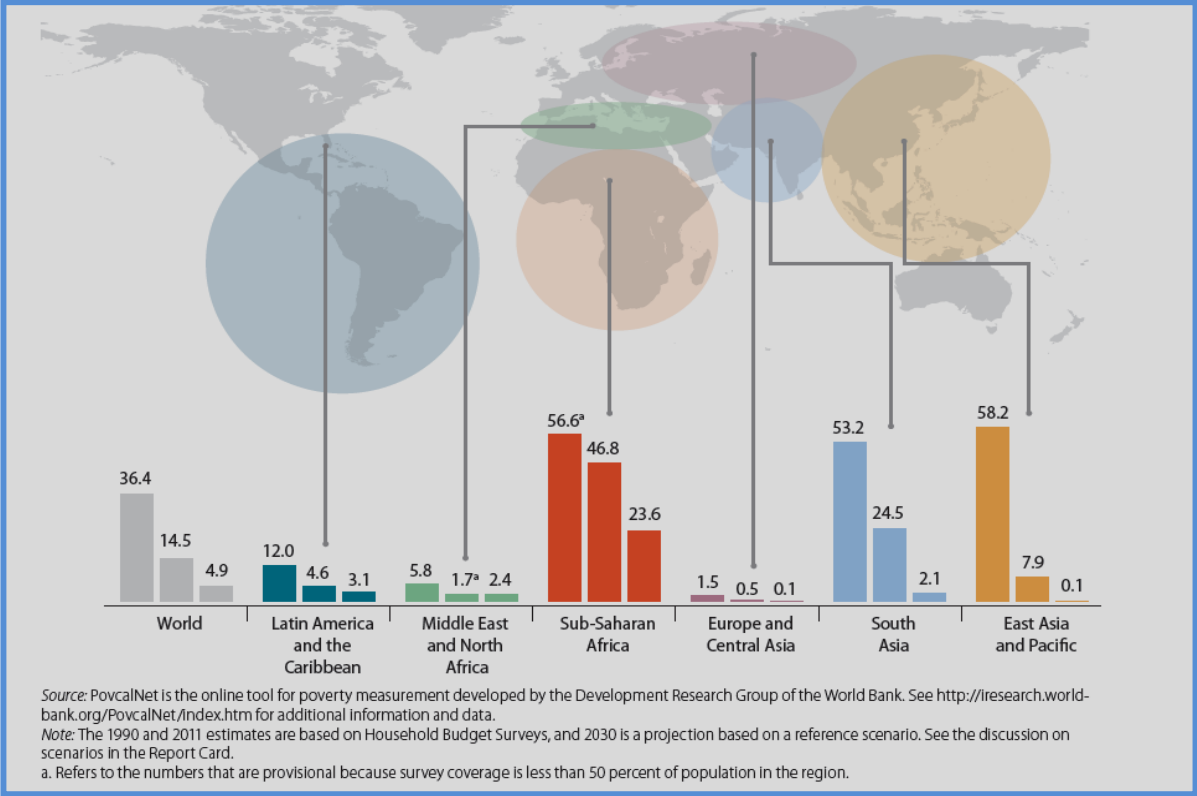 36.4
14.5
4.9
12.0
4.6
3.1
5.8
1.7ª
2.4
56.6ª
46.8
23.6
1.5
0.5
0.1
53.2
24.5
2.1
58.2
7.9
0.1
World
Latin America
and the
Caribbean
Middle East
and North
Africa
Sub-Saharan
Africa
Europe and
Central Asia
South
Asia
East Asia
and Pacific
Source: PovcalNet is the online tool for poverty measurement developed by the Development Research Group of the World Bank. See http://iresearch.world-
bank.org/PovcalNet/index.htm for additional information and data.
Note: The 1990 and 2011 estimates are based on Household Budget Surveys, and 2030 is a projection based on a reference scenario. See the discussion on
scenarios in the Report Card.
a. Refers to the numbers that are provisional because survey coverage is less than 50 percent of population in the region.